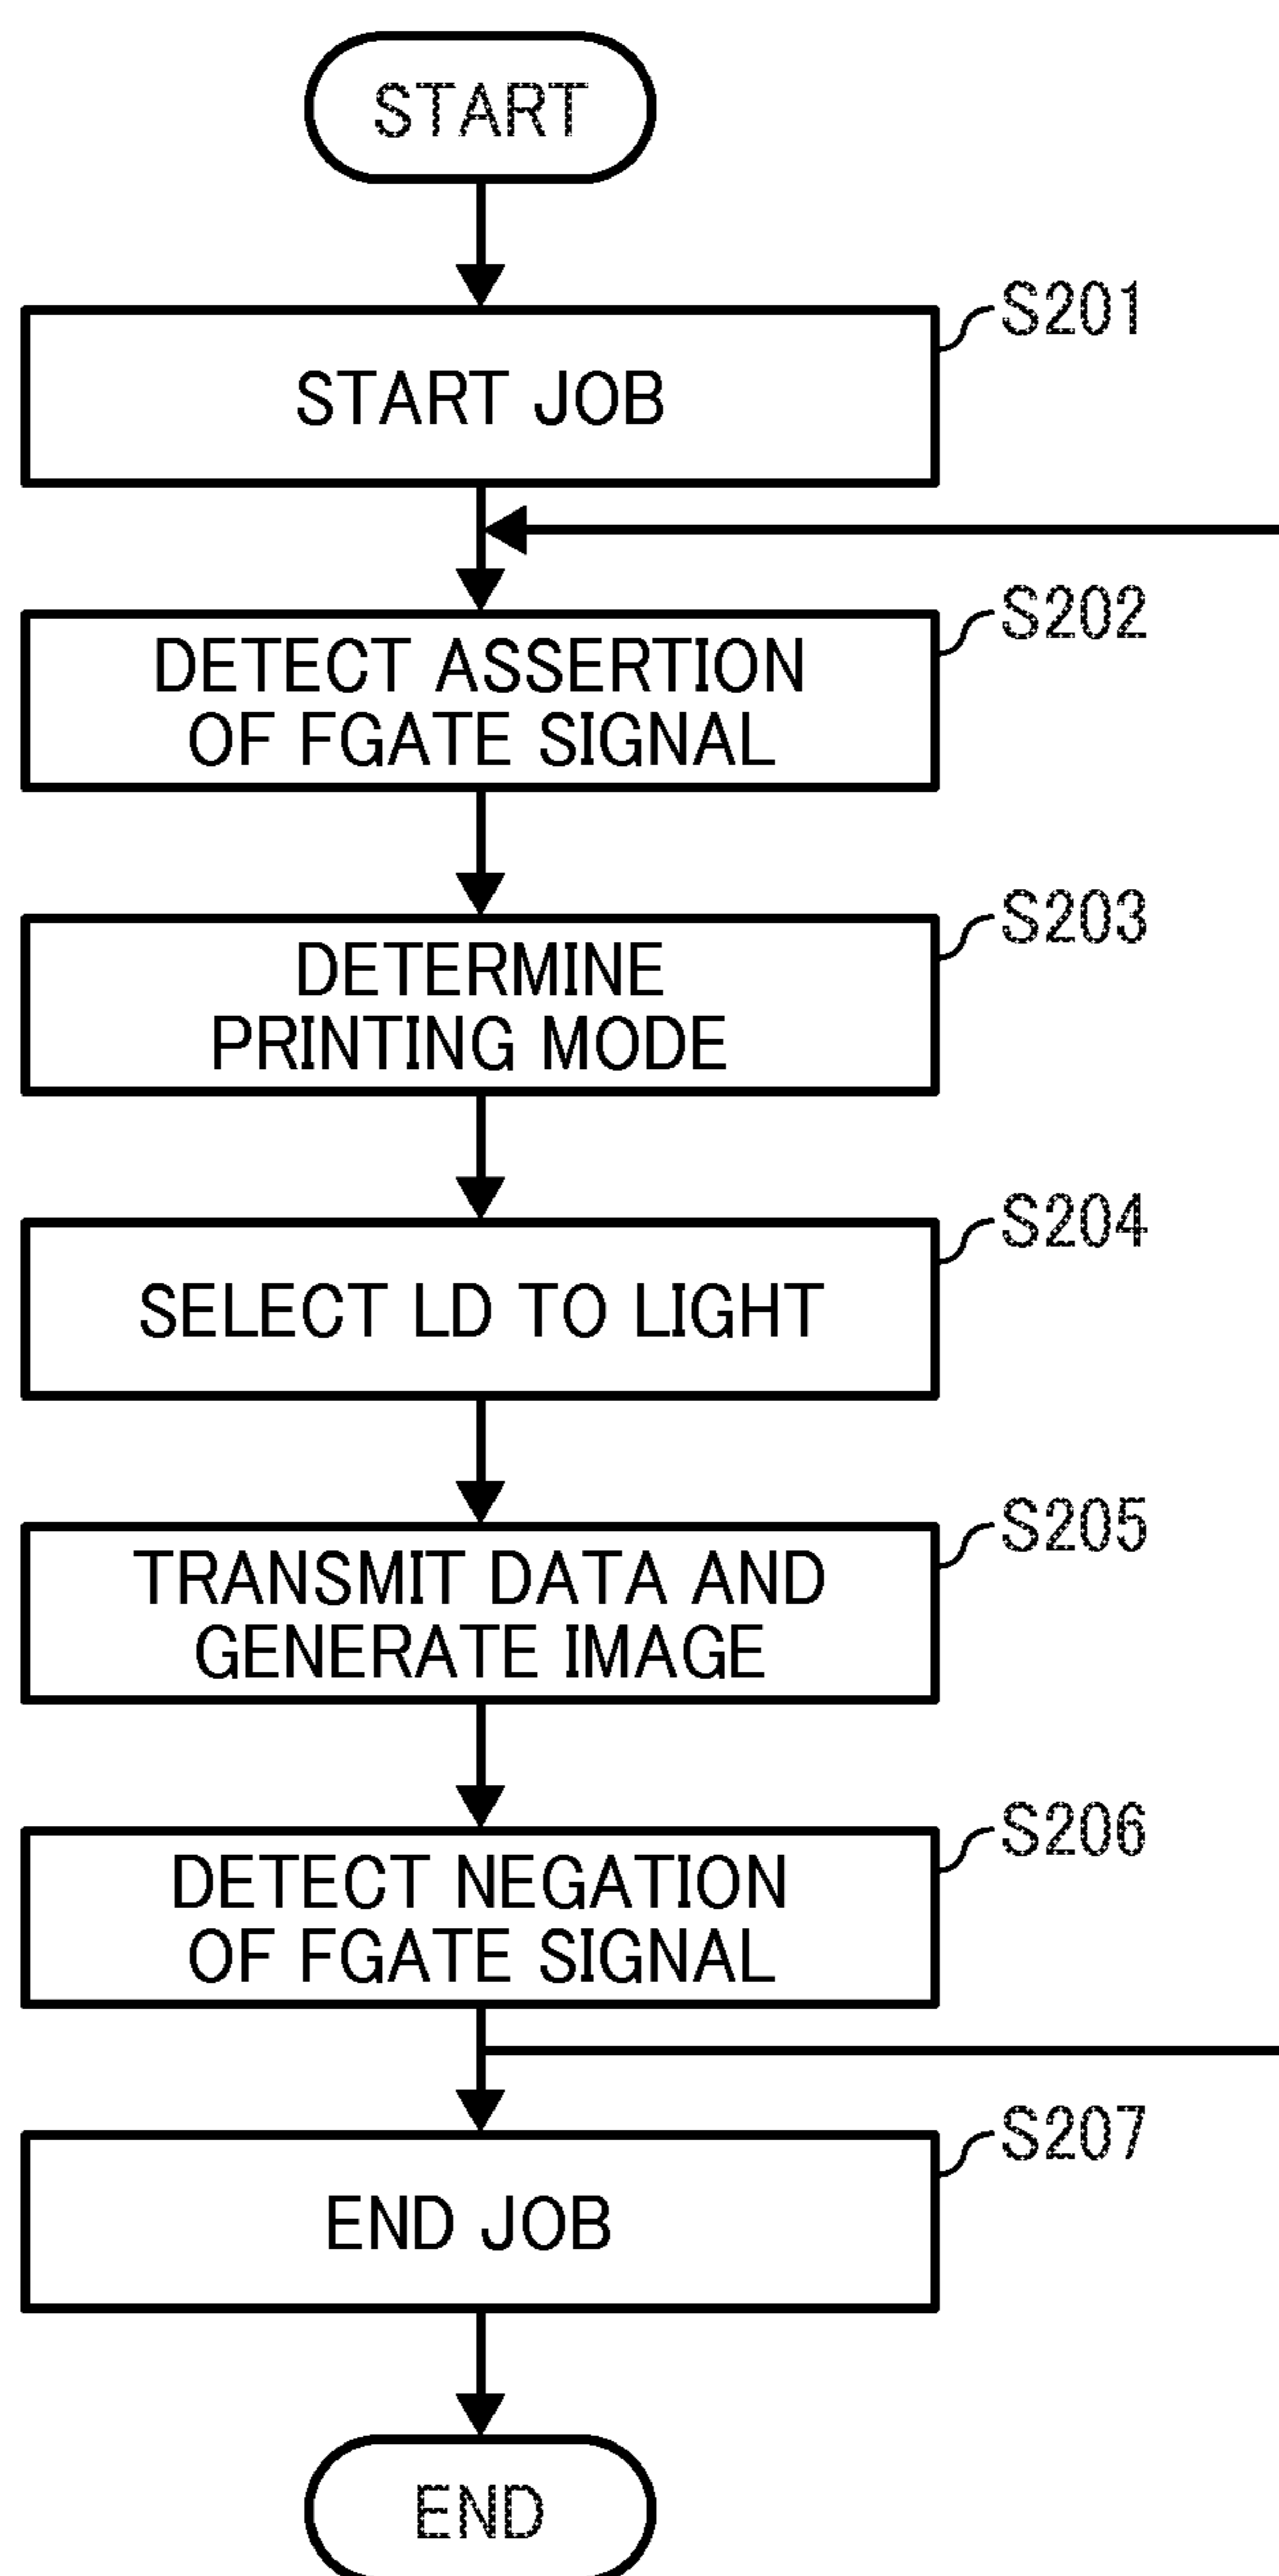 START
START JOB
S201
DETECT ASSERTION
OF FGATE SIGNAL
S202
DETERMINE
PRINTING MODE
S203
SELECT LD TO LIGHT
S204
TRANSMIT DATA AND
GENERATE IMAGE
S205
DETECT NEGATION
OF FGATE SIGNAL
S206
END JOB
S207
END